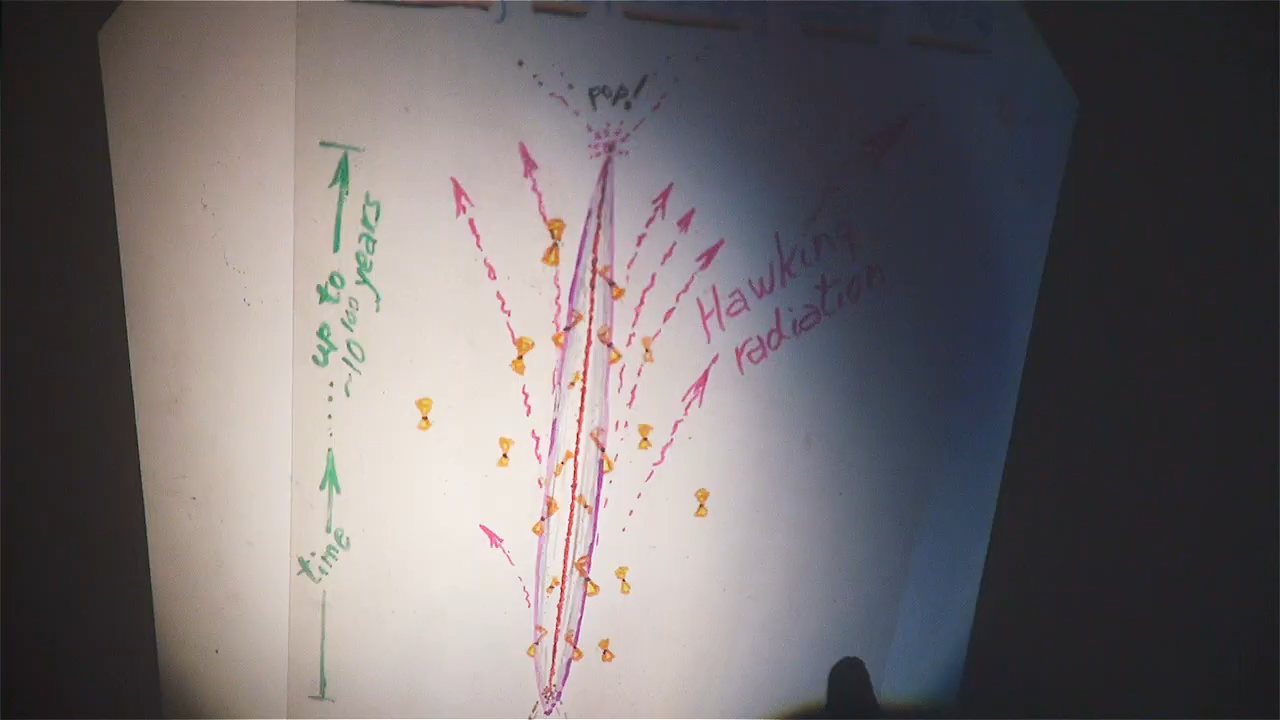 pop!
Hawking
radiation
time
up to
~10¹⁰⁰ years